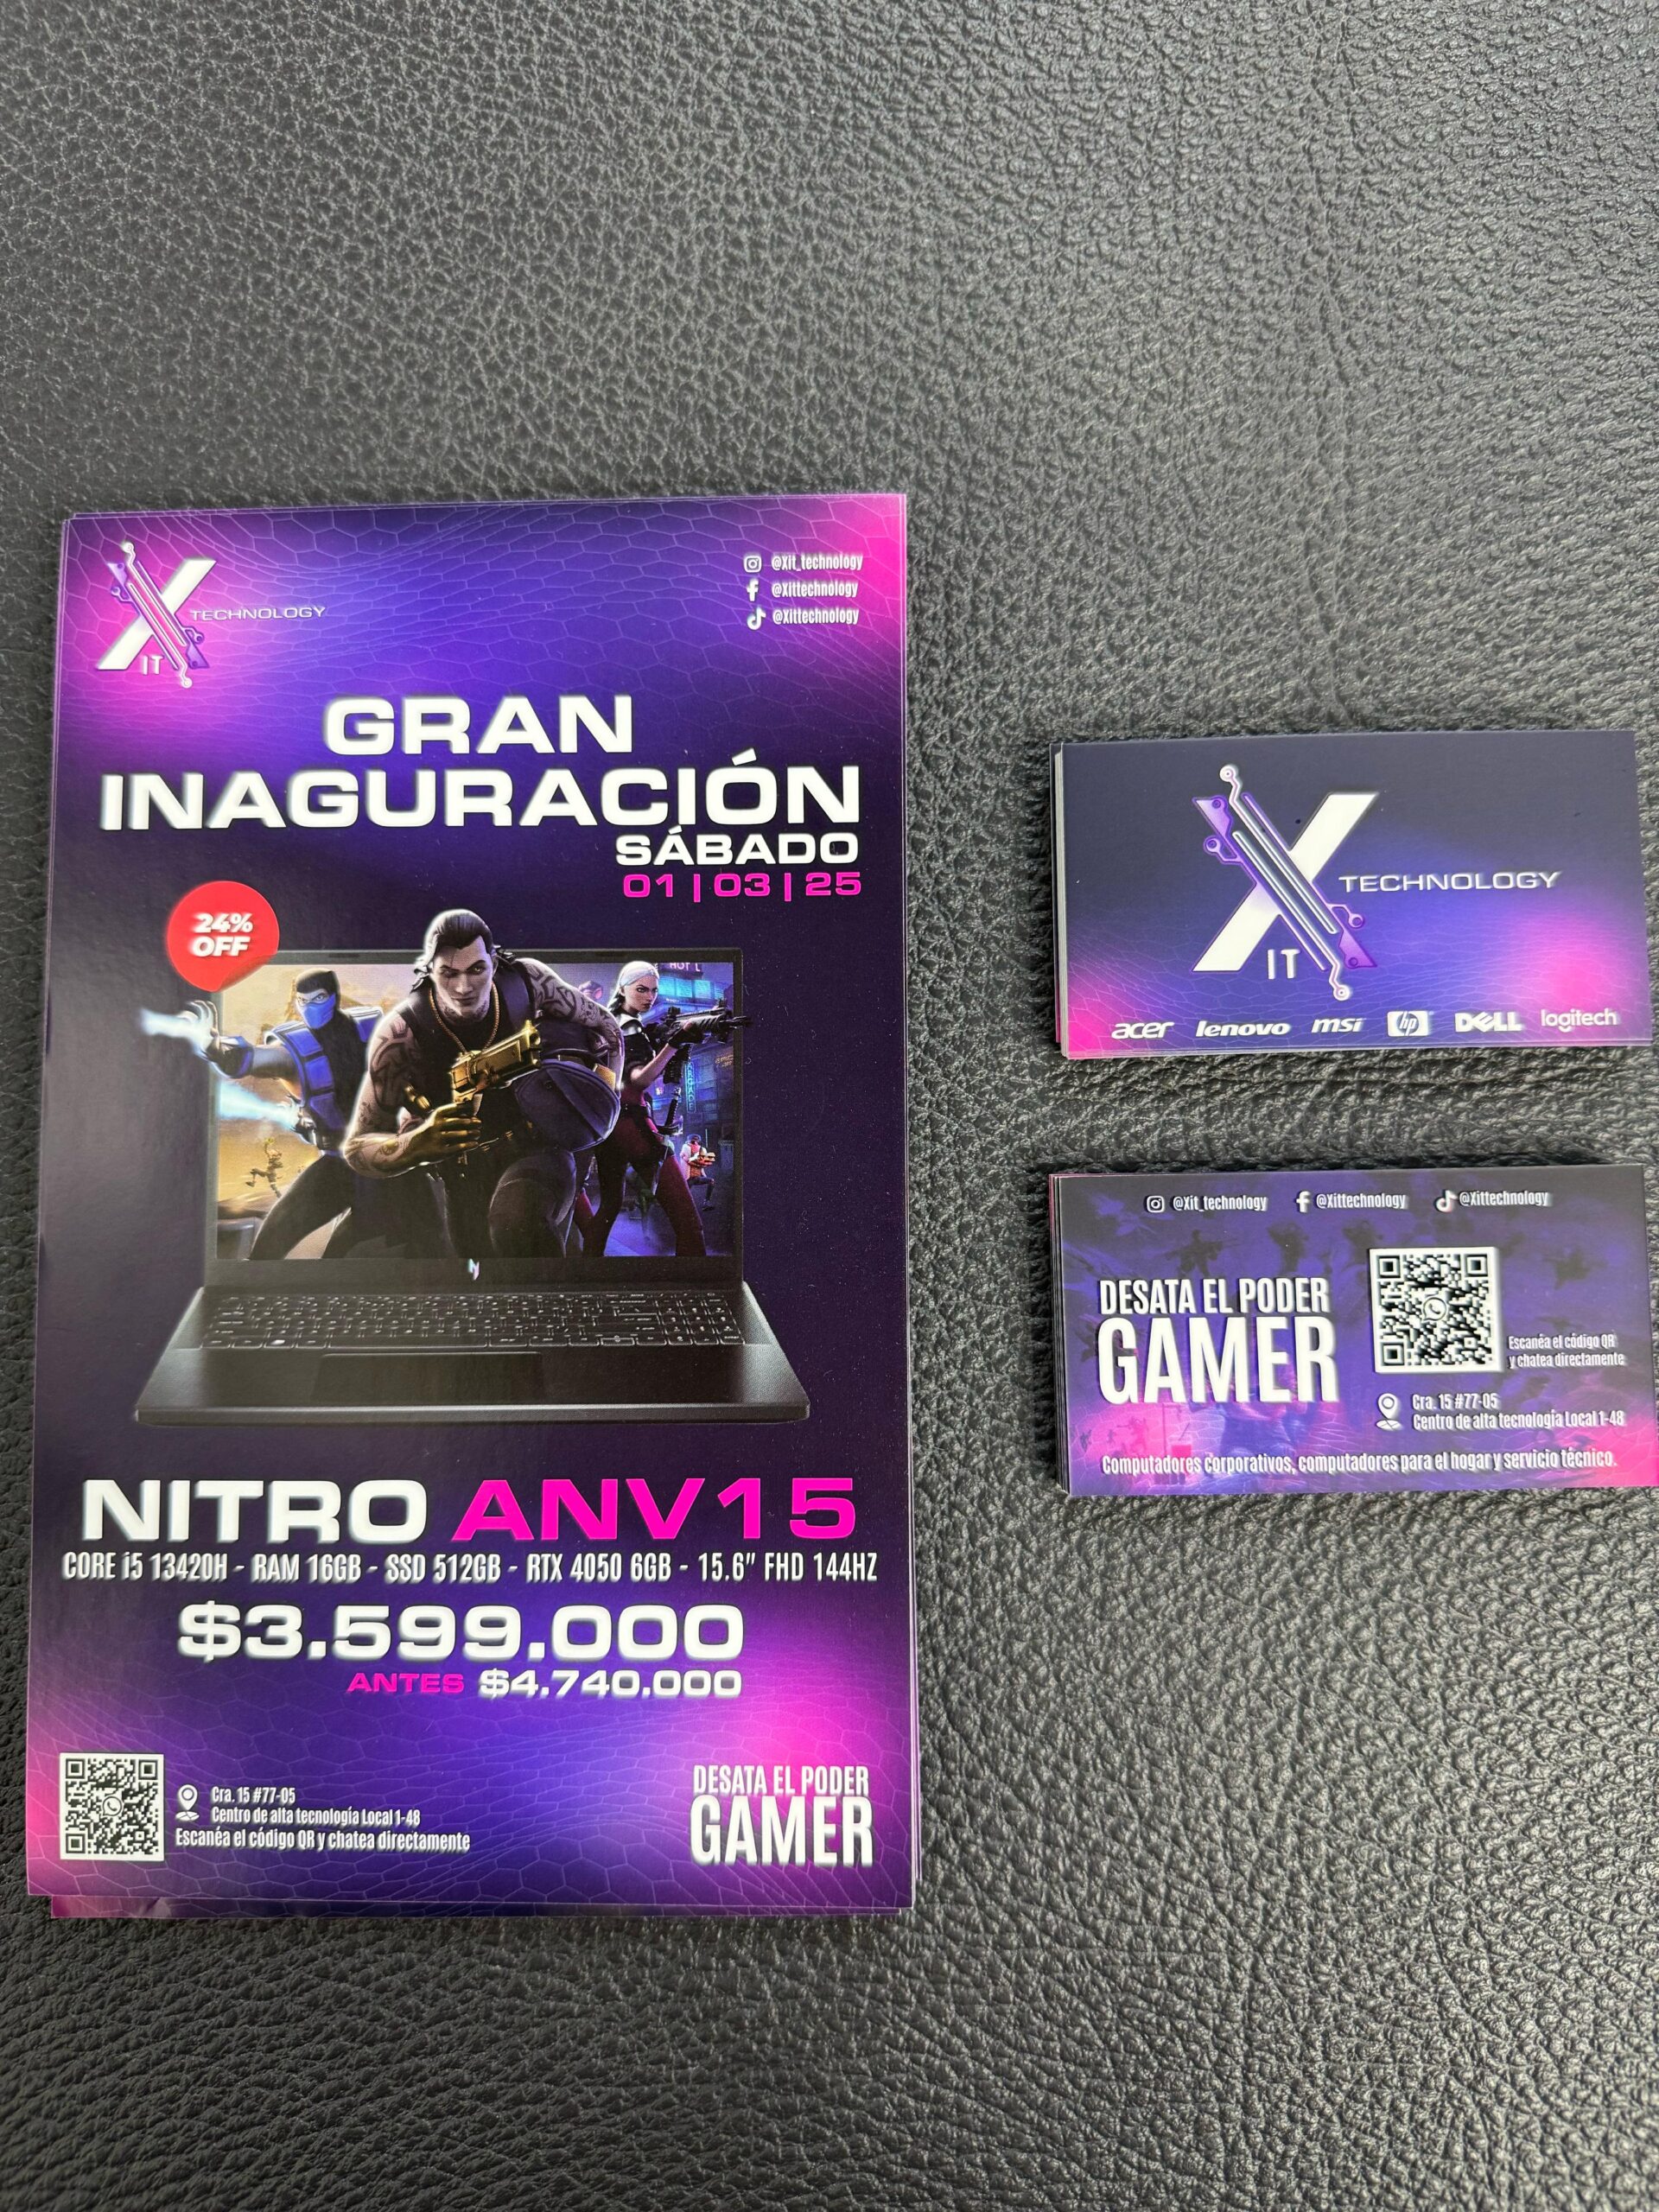 X
TECHNOLOGY
IT
@Xit_technology
@Xittechnology
@Xittechnology
GRAN
INAGURACIÓN
SÁBADO
01 | 03 | 25
24%
OFF
NITRO ANV15
CORE i5 13420H - RAM 16GB - SSD 512GB - RTX 4050 6GB - 15.6" FHD 144HZ
$3.599.000
ANTES $4.740.000
Cra. 15 #77-05
Centro de alta tecnología Local 1-48
Escanéa el código QR y chatea directamente
DESATA EL PODER
GAMER
X
TECHNOLOGY
IT
acer lenovo msi hp DELL logitech
@Xit_technology @Xittechnology @Xittechnology
DESATA EL PODER
GAMER
Escanéa el código QR
y chatea directamente
Cra. 15 #77-05
Centro de alta tecnología Local 1-48
Computadores corporativos, computadores para el hogar y servicio técnico.